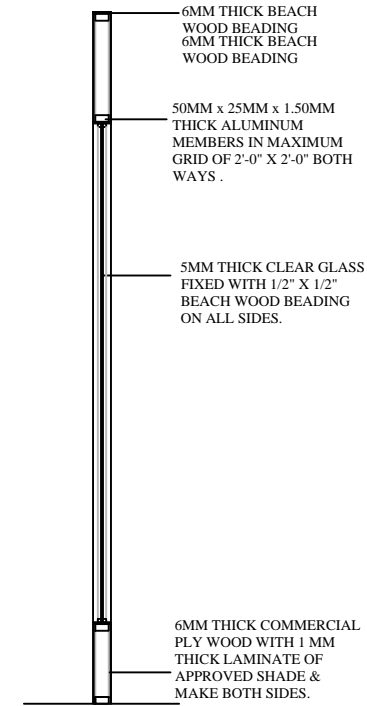 6MM THICK BEACH
WOOD BEADING
6MM THICK BEACH
WOOD BEADING
50MM x 25MM x 1.50MM
THICK ALUMINUM
MEMBERS IN MAXIMUM
GRID OF 2'-0" X 2'-0" BOTH
WAYS .
5MM THICK CLEAR GLASS
FIXED WITH 1/2" X 1/2"
BEACH WOOD BEADING
ON ALL SIDES.
6MM THICK COMMERCIAL
PLY WOOD WITH 1 MM
THICK LAMINATE OF
APPROVED SHADE &
MAKE BOTH SIDES.